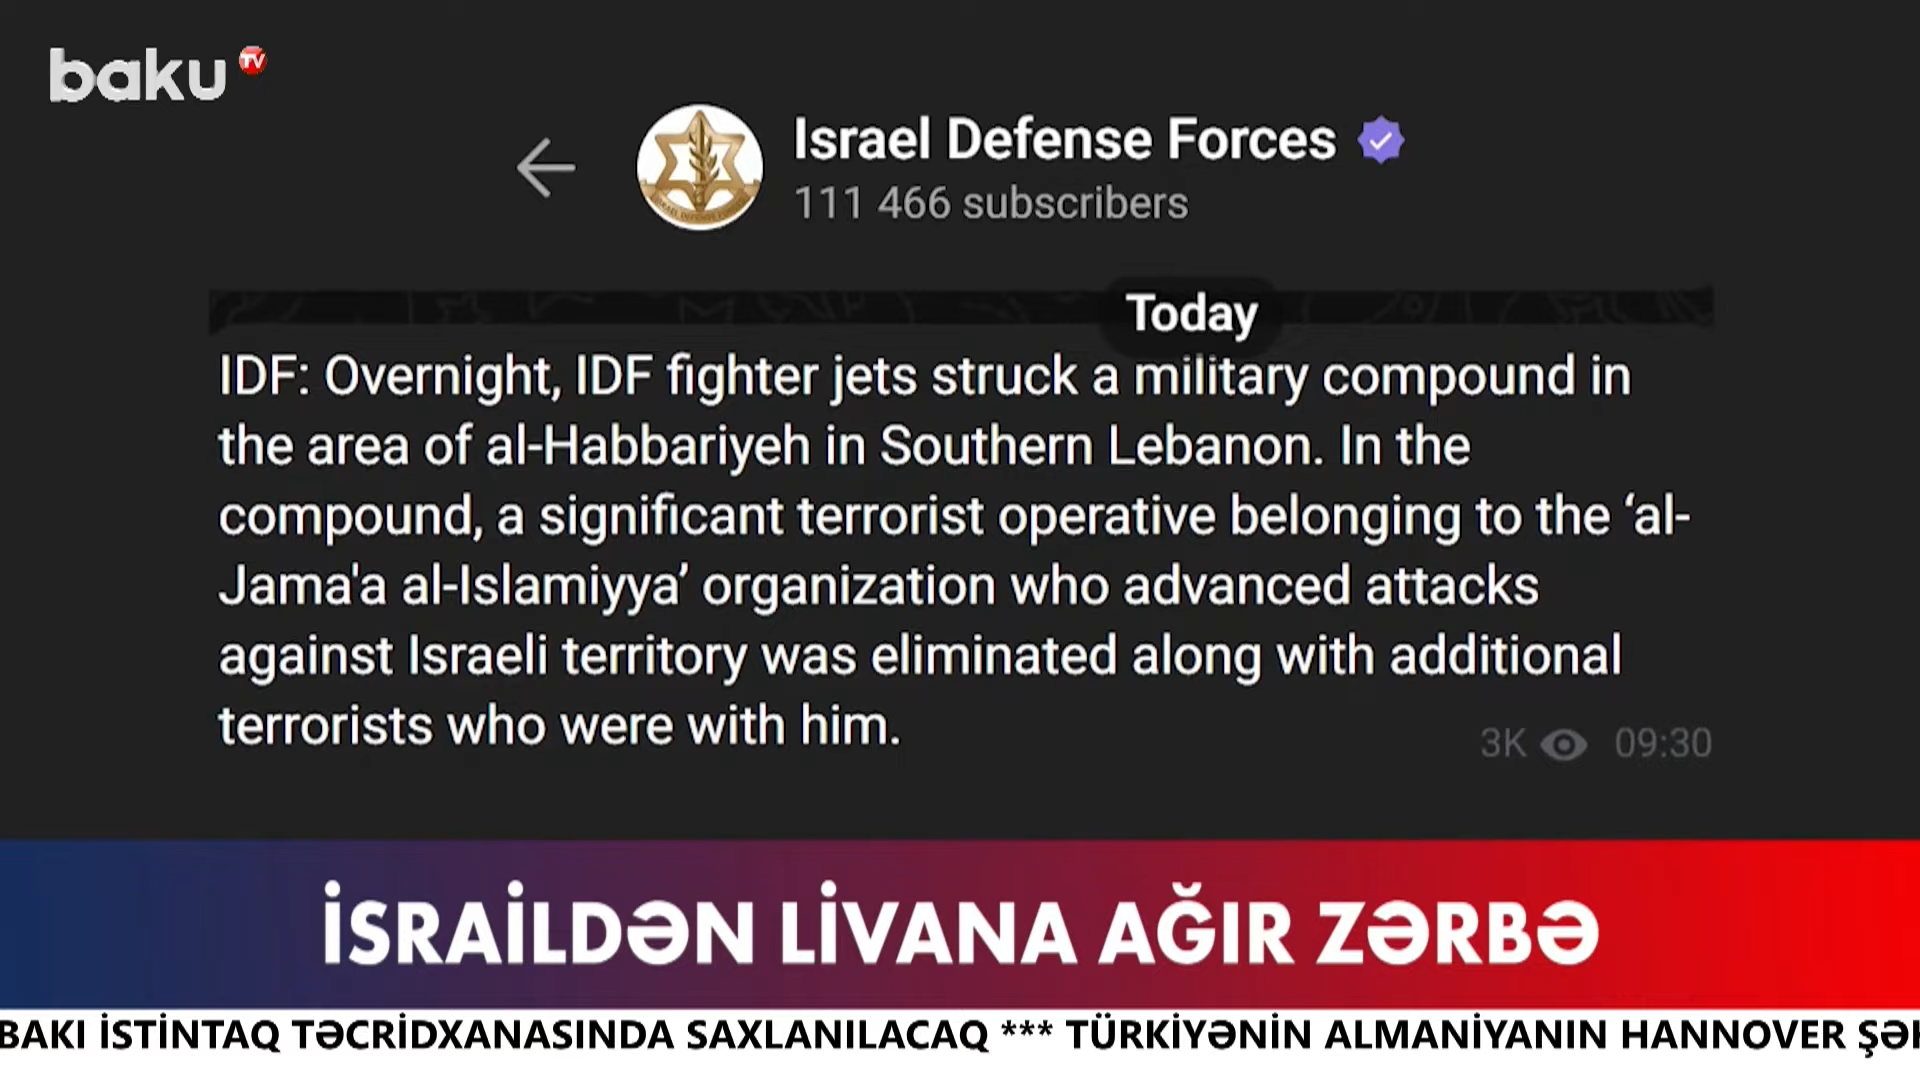 baku TV
Israel Defense Forces
111 466 subscribers
Today
IDF: Overnight, IDF fighter jets struck a military compound in
the area of al-Habbariyeh in Southern Lebanon. In the
compound, a significant terrorist operative belonging to the ‘al-
Jama'a al-Islamiyya’ organization who advanced attacks
against Israeli territory was eliminated along with additional
terrorists who were with him.
3K 09:30
İSRAİLDƏN LİVANA AĞIR ZƏRBƏ
BAKI İSTİNTAQ TƏCRİDXANASINDA SAXLANILACAQ *** TÜRKİYƏNİN ALMANİYANIN HANNOVER